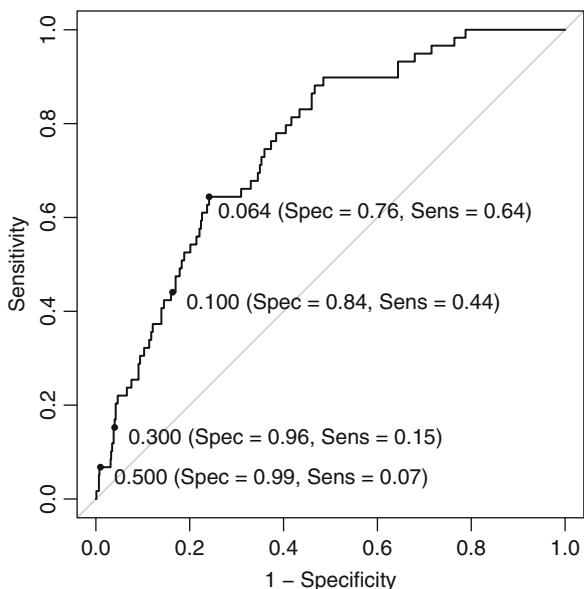 1.0
0.8
0.6
0.4
0.2
0.0
Sensitivity
0.064 (Spec = 0.76, Sens = 0.64)
0.100 (Spec = 0.84, Sens = 0.44)
0.300 (Spec = 0.96, Sens = 0.15)
0.500 (Spec = 0.99, Sens = 0.07)
0.0 0.2 0.4 0.6 0.8 1.0
1 − Specificity